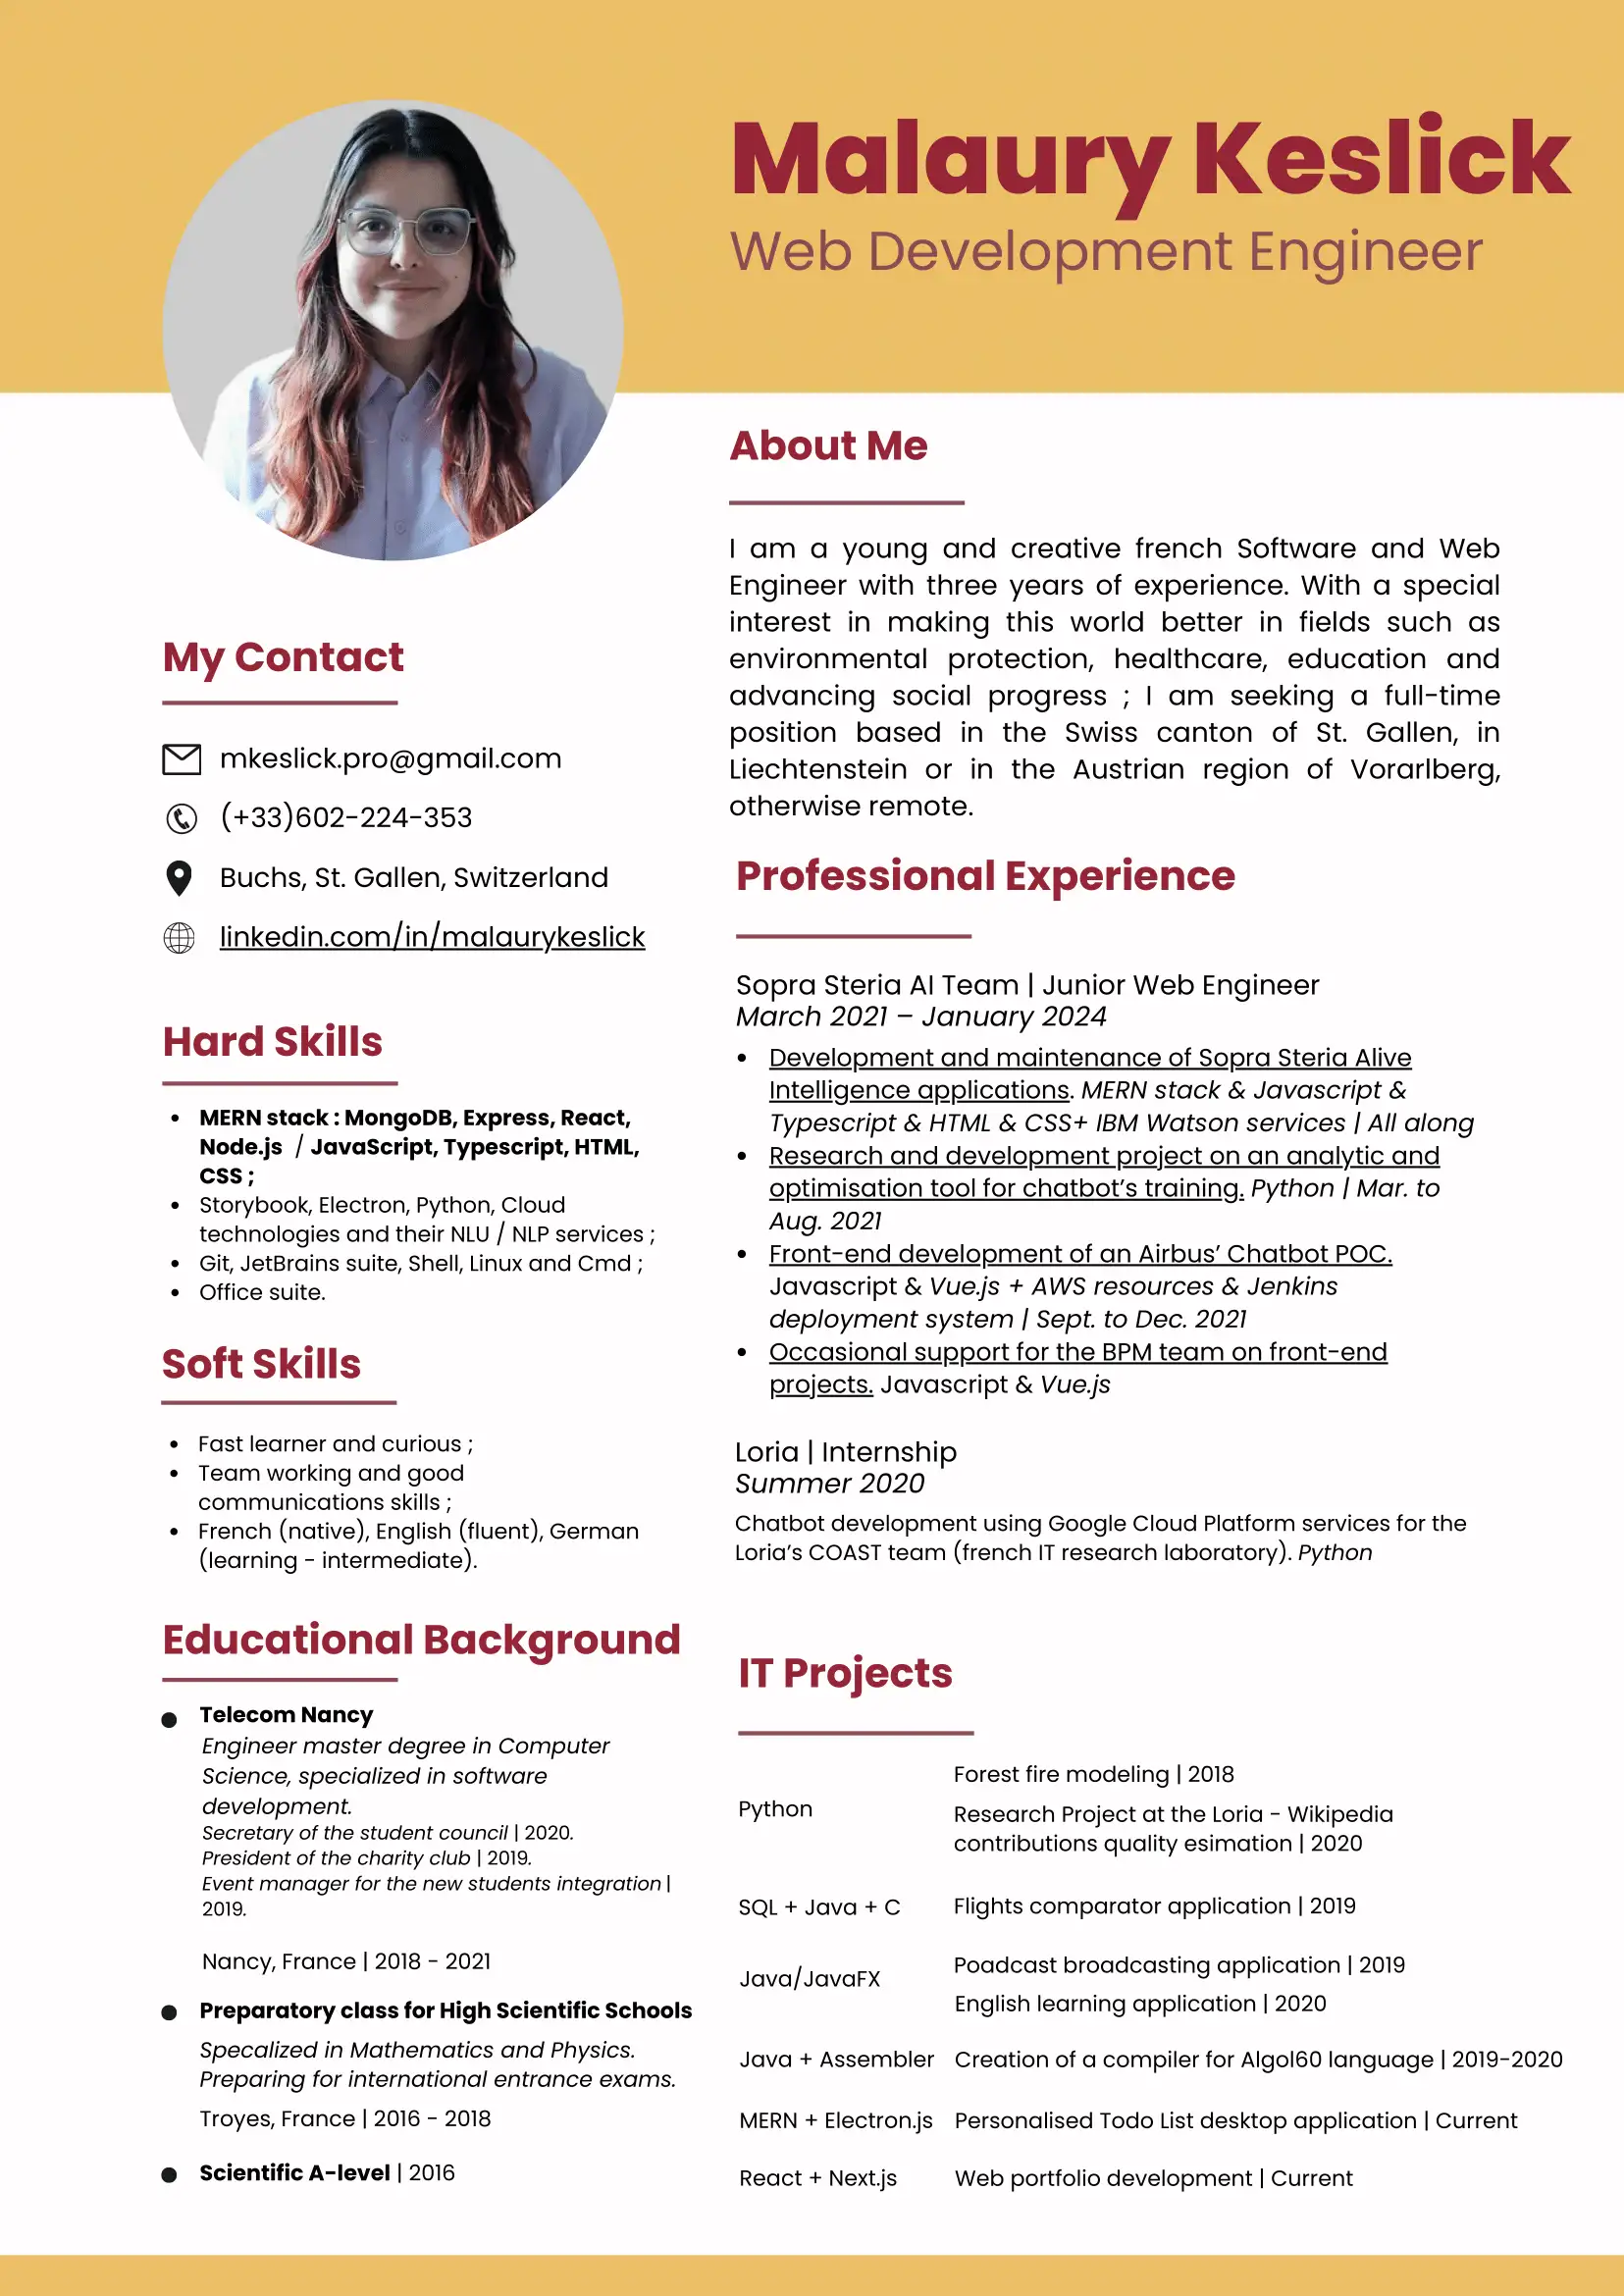 Malaury Keslick
Web Development Engineer
My Contact
mkeslick.pro@gmail.com
(+33)602-224-353
Buchs, St. Gallen, Switzerland
linkedin.com/in/malaurykeslick
Hard Skills
• MERN stack : MongoDB, Express, React,
Node.js / JavaScript, Typescript, HTML,
CSS ;
• Storybook, Electron, Python, Cloud
technologies and their NLU / NLP services ;
• Git, JetBrains suite, Shell, Linux and Cmd ;
• Office suite.
Soft Skills
• Fast learner and curious ;
• Team working and good
communications skills ;
• French (native), English (fluent), German
(learning - intermediate).
Educational Background
• Telecom Nancy
Engineer master degree in Computer
Science, specialized in software
development.
Secretary of the student council | 2020.
President of the charity club | 2019.
Event manager for the new students integration |
2019.
Nancy, France | 2018 - 2021
• Preparatory class for High Scientific Schools
Specalized in Mathematics and Physics.
Preparing for international entrance exams.
Troyes, France | 2016 - 2018
• Scientific A-level | 2016
About Me
I am a young and creative french Software and Web
Engineer with three years of experience. With a special
interest in making this world better in fields such as
environmental protection, healthcare, education and
advancing social progress ; I am seeking a full-time
position based in the Swiss canton of St. Gallen, in
Liechtenstein or in the Austrian region of Vorarlberg,
otherwise remote.
Professional Experience
Sopra Steria AI Team | Junior Web Engineer
March 2021 – January 2024
• Development and maintenance of Sopra Steria Alive
Intelligence applications. MERN stack & Javascript &
Typescript & HTML & CSS+ IBM Watson services | All along
• Research and development project on an analytic and
optimisation tool for chatbot’s training. Python | Mar. to
Aug. 2021
• Front-end development of an Airbus’ Chatbot POC.
Javascript & Vue.js + AWS resources & Jenkins
deployment system | Sept. to Dec. 2021
• Occasional support for the BPM team on front-end
projects. Javascript & Vue.js
Loria | Internship
Summer 2020
Chatbot development using Google Cloud Platform services for the
Loria’s COAST team (french IT research laboratory). Python
IT Projects
Python
Forest fire modeling | 2018
Research Project at the Loria - Wikipedia
contributions quality esimation | 2020
SQL + Java + C Flights comparator application | 2019
Java/JavaFX
Poadcast broadcasting application | 2019
English learning application | 2020
Java + Assembler Creation of a compiler for Algol60 language | 2019-2020
MERN + Electron.js Personalised Todo List desktop application | Current
React + Next.js Web portfolio development | Current